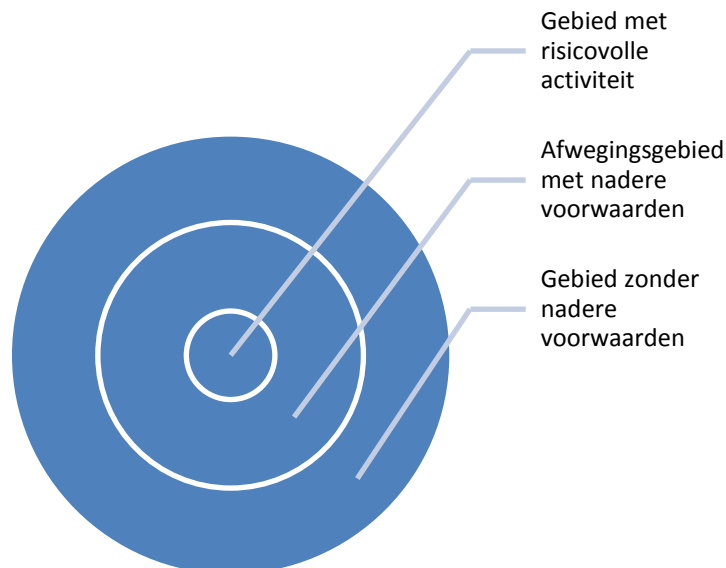 Gebied met
risicovolle
activiteit
Afwegingsgebied
met nadere
voorwaarden
Gebied zonder
nadere
voorwaarden